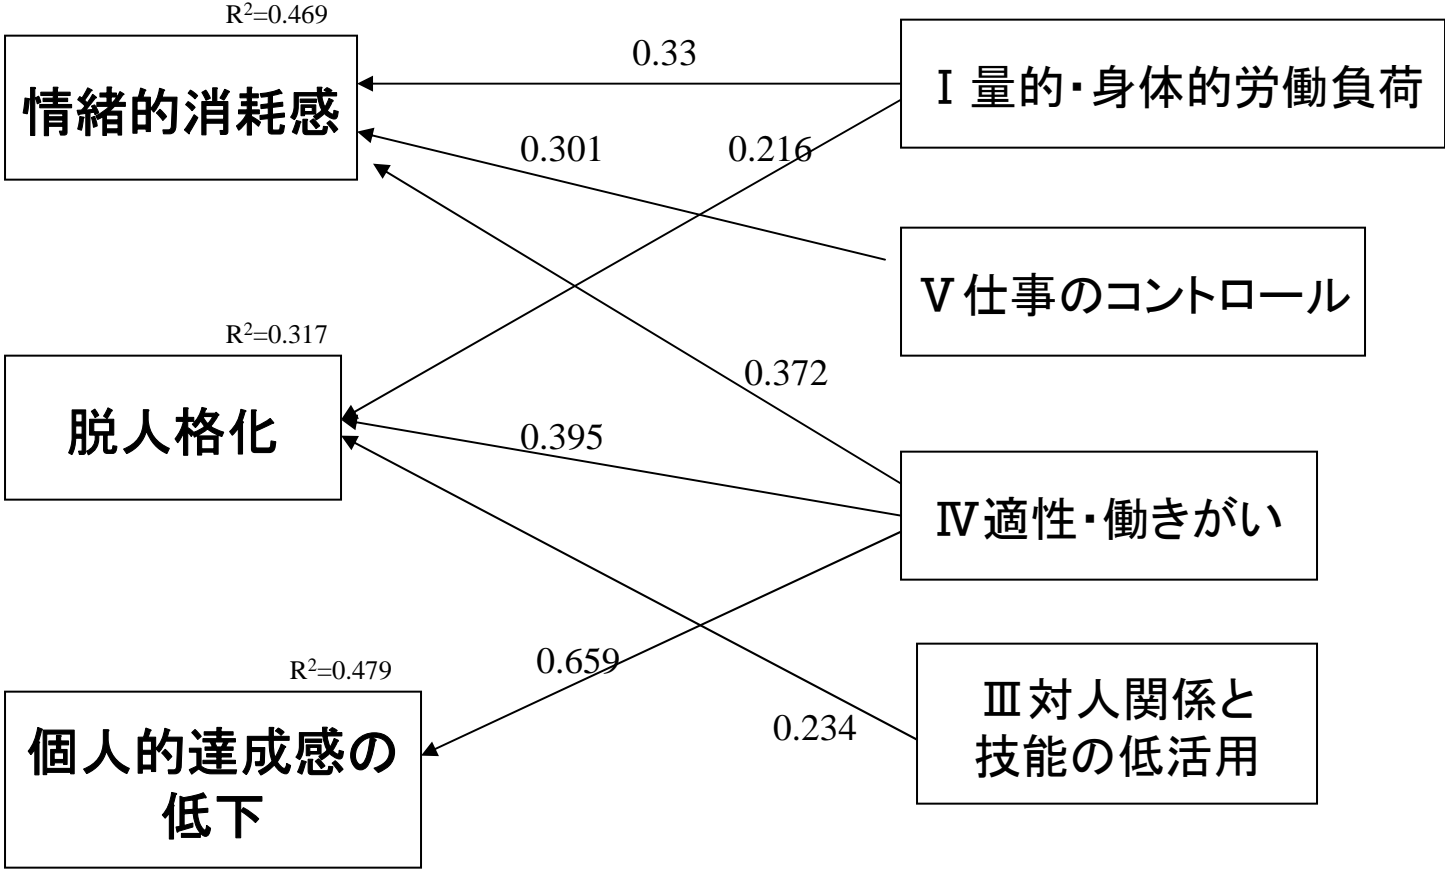 R²=0.469
情緒的消耗感
0.33
Ⅰ量的・身体的労働負荷
0.301
0.216
Ⅴ仕事のコントロール
R²=0.317
脱人格化
0.372
0.395
Ⅳ適性・働きがい
R²=0.479
個人的達成感の
低下
0.659
0.234
Ⅲ対人関係と
技能の低活用